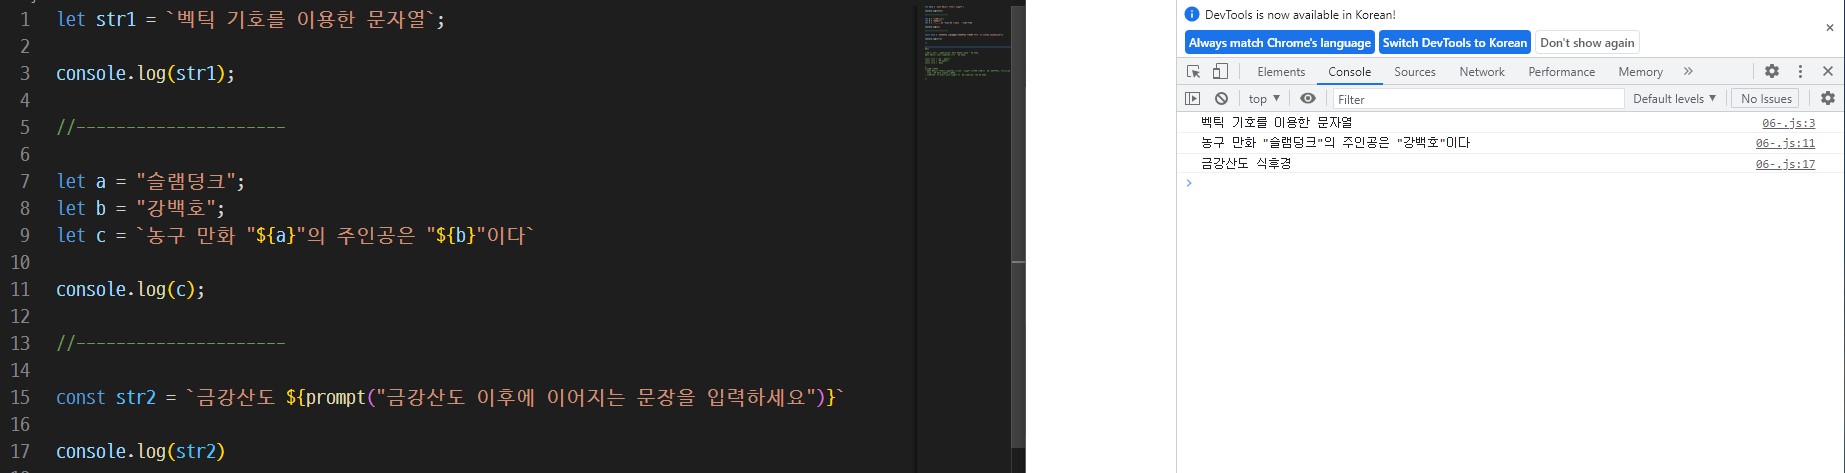 1 let str1 = `벡틱 기호를 이용한 문자열`;
2
3 console.log(str1);
4
5 //---------------------
6
7 let a = "슬램덩크";
8 let b = "강백호";
9 let c = `농구 만화 "${a}"의 주인공은 "${b}"이다`
10
11 console.log(c);
12
13 //---------------------
14
15 const str2 = `금강산도 ${prompt("금강산도 이후에 이어지는 문장을 입력하세요")}`
16
17 console.log(str2)
DevTools is now available in Korean!
Always match Chrome's language Switch DevTools to Korean Don't show again
Elements Console Sources Network Performance Memory
top Filter Default levels No Issues
벡틱 기호를 이용한 문자열 06-.js:3
농구 만화 "슬램덩크"의 주인공은 "강백호"이다 06-.js:11
금강산도 식후경 06-.js:17